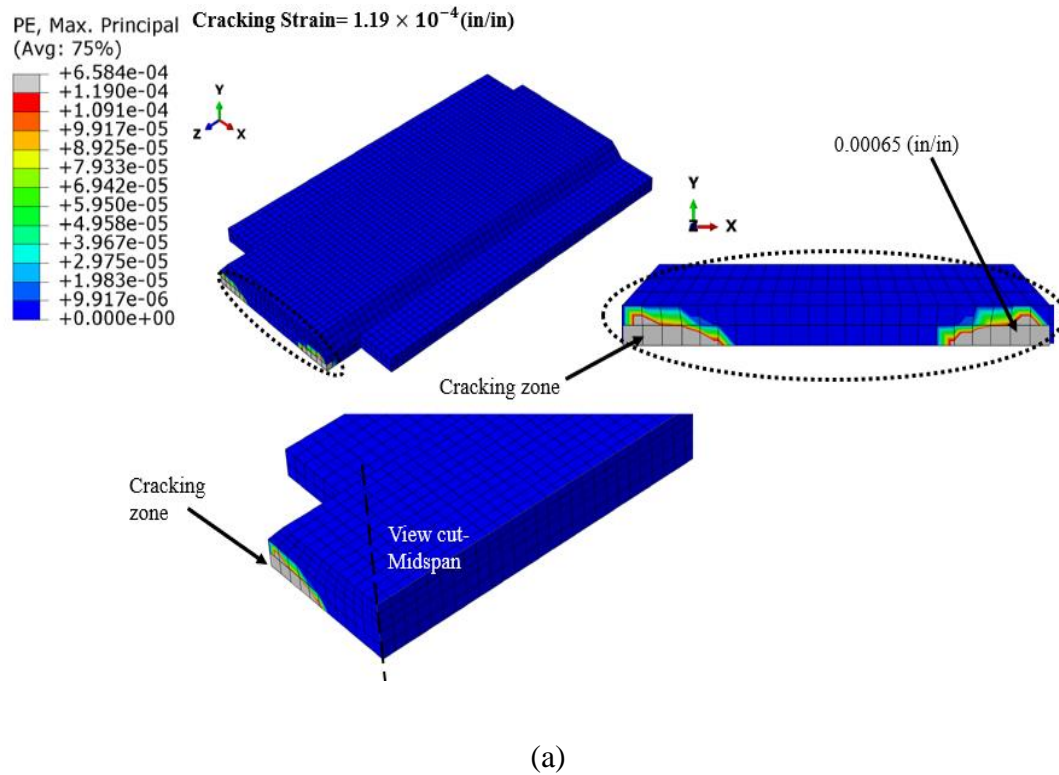 PE, Max. Principal
(Avg: 75%)
+6.584e-04
+1.190e-04
+1.091e-04
+9.917e-05
+8.925e-05
+7.933e-05
+6.942e-05
+5.950e-05
+4.958e-05
+3.967e-05
+2.975e-05
+1.983e-05
+9.917e-06
+0.000e+00
Cracking Strain= 1.19 × 10⁻⁴(in/in)
Y
Z
X
0.00065 (in/in)
Y
Z
X
Cracking zone
Cracking
zone
View cut-
Midspan
(a)